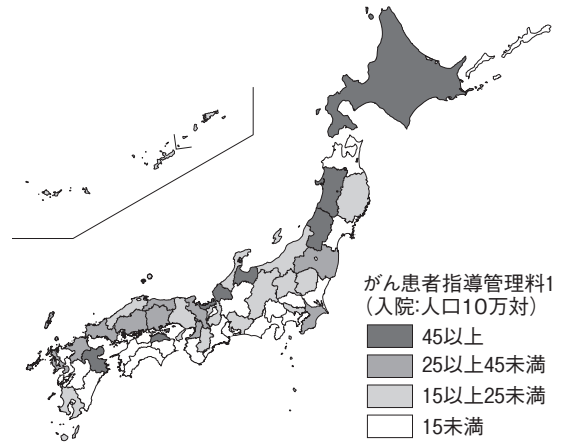 がん患者指導管理料1
(入院:人口10万対)
45以上
25以上45未満
15以上25未満
15未満